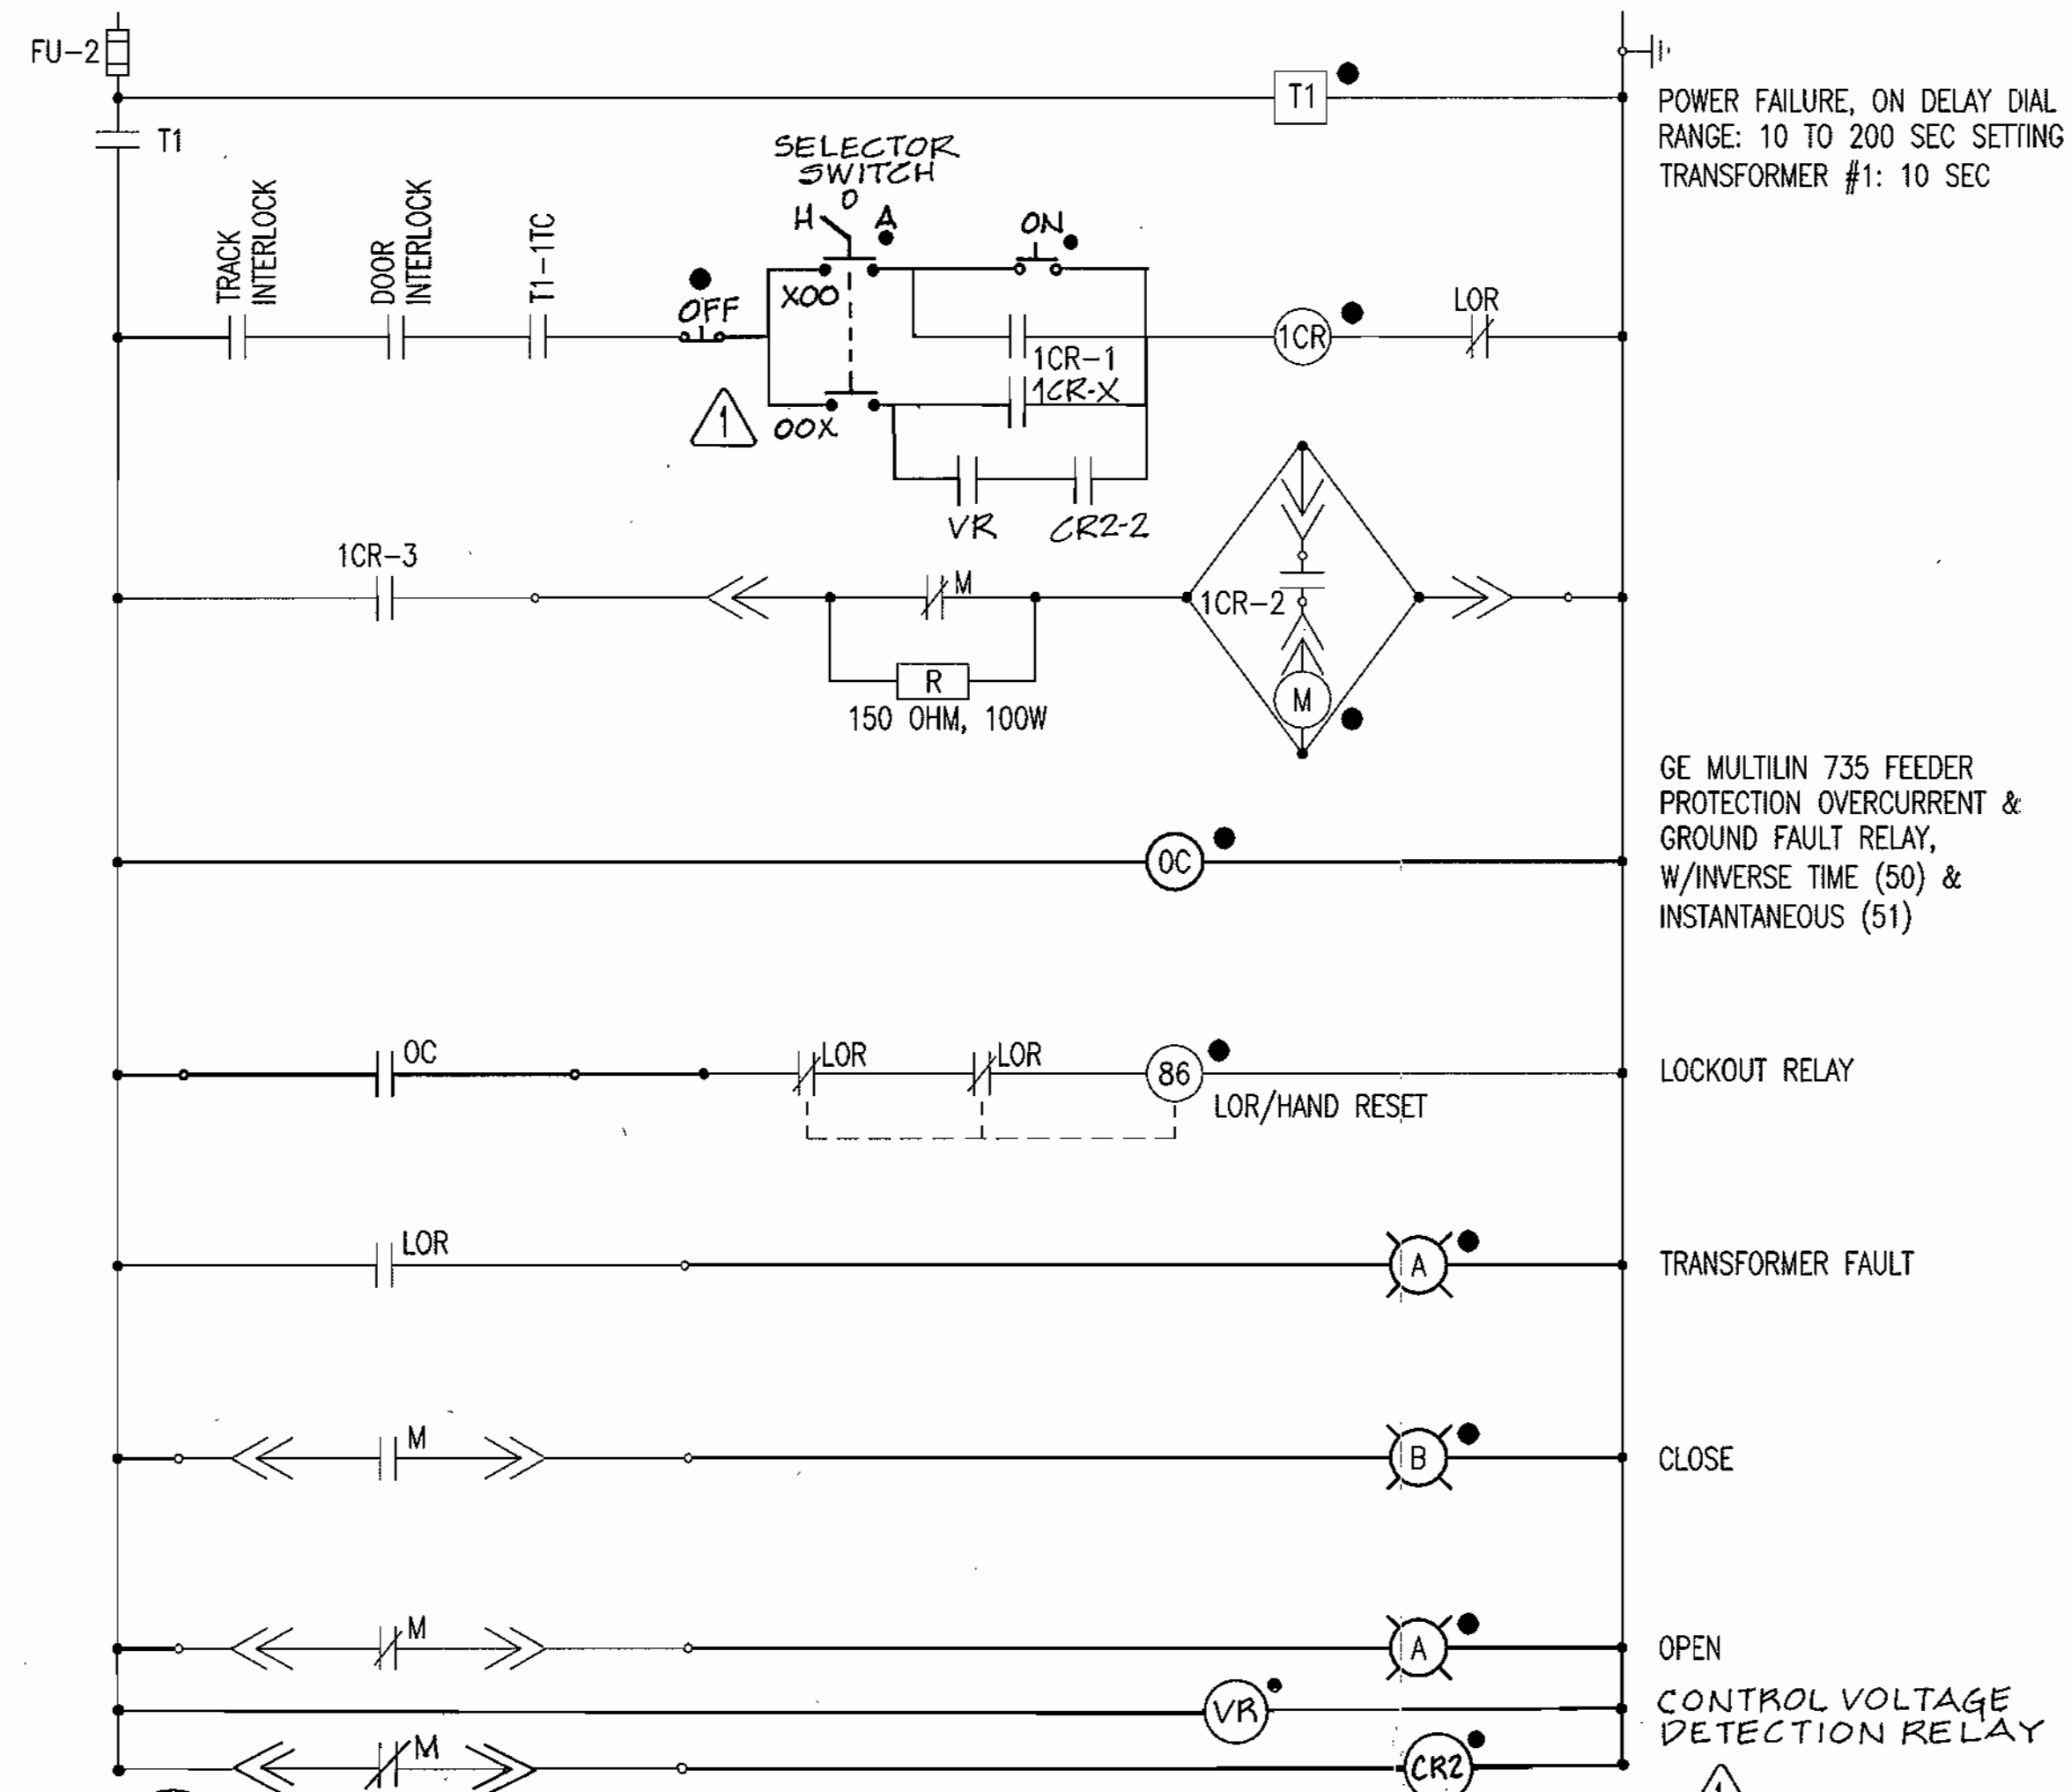 FU-2
T1
POWER FAILURE, ON DELAY DIAL
RANGE: 10 TO 200 SEC SETTING
TRANSFORMER #1: 10 SEC
T1
SELECTOR
SWITCH
H O A
ON
TRACK
INTERLOCK
DOOR
INTERLOCK
T1-1TC
OFF
XOO
1CR-1
1CR
LOR
1CR-X
1
OOX
VR
CR2-2
1CR-3
M
1CR-2
R
150 OHM, 100W
M
GE MULTILIN 735 FEEDER
PROTECTION OVERCURRENT &
GROUND FAULT RELAY,
W/INVERSE TIME (50) &
INSTANTANEOUS (51)
OC
OC
LOR
LOR
86
LOR/HAND RESET
LOCKOUT RELAY
LOR
A
TRANSFORMER FAULT
M
B
CLOSE
M
A
OPEN
VR
CONTROL VOLTAGE
DETECTION RELAY
M
CR2